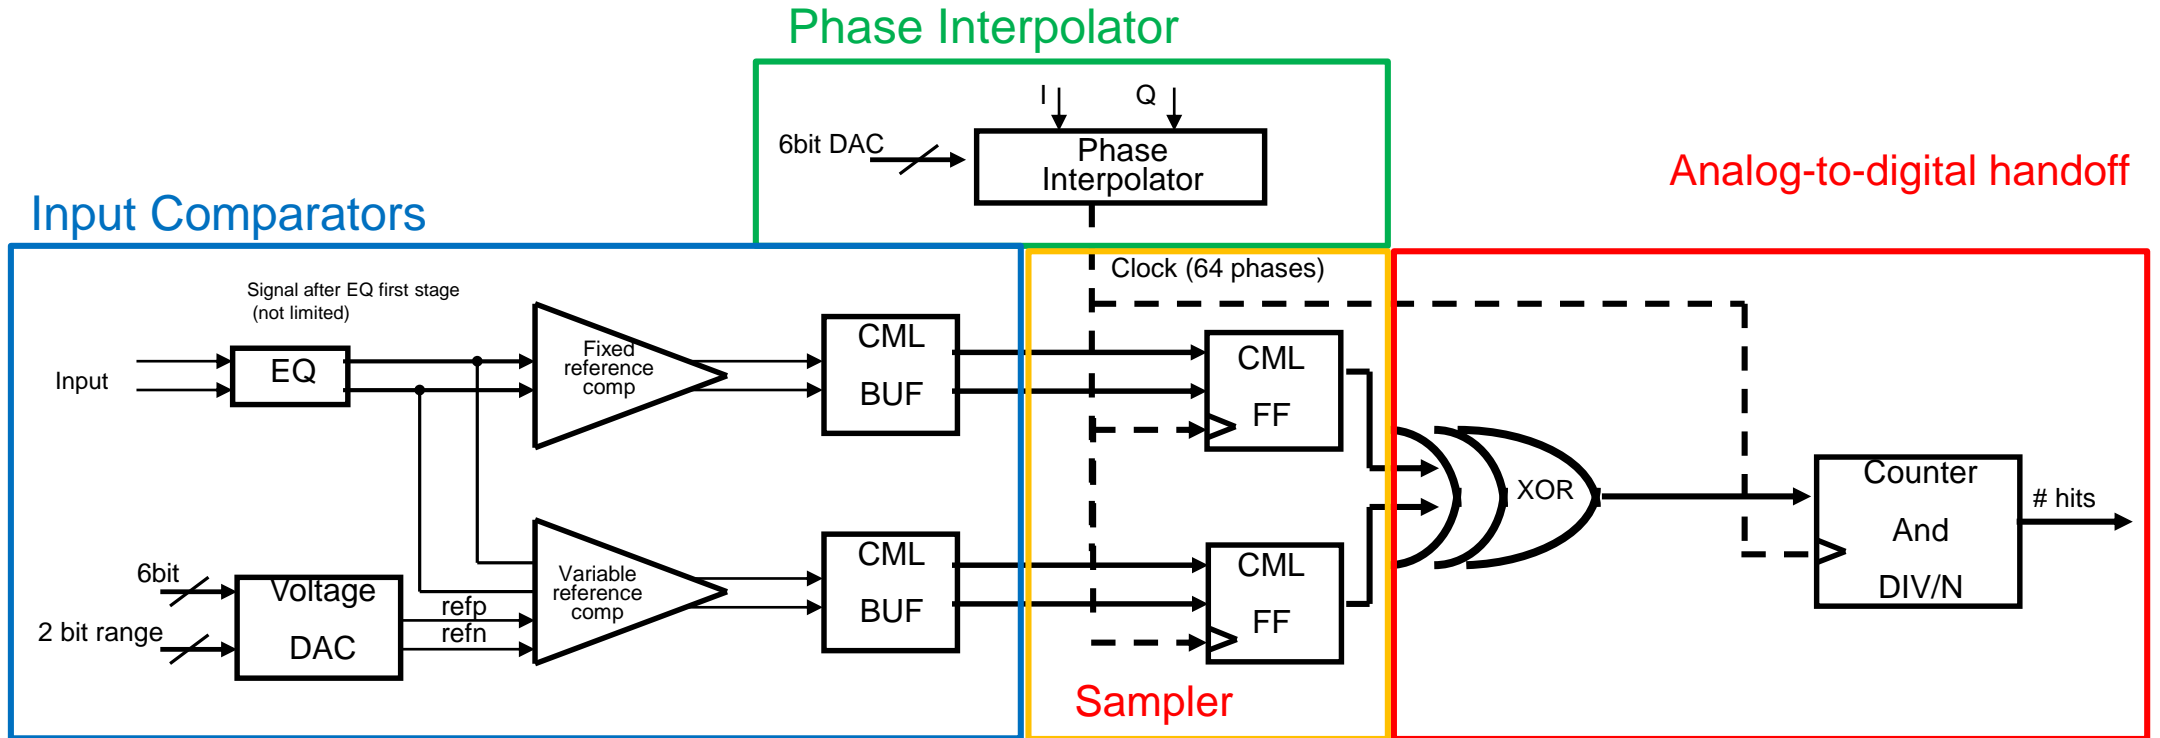 Phase Interpolator
I
Q
6bit DAC
Phase
Interpolator
Analog-to-digital handoff
Input Comparators
Clock (64 phases)
Signal after EQ first stage
(not limited)
Input
EQ
Fixed
reference
comp
CML
BUF
CML
FF
XOR
Counter
And
DIV/N
# hits
6bit
2 bit range
Voltage
DAC
refp
refn
Variable
reference
comp
CML
BUF
CML
FF
Sampler